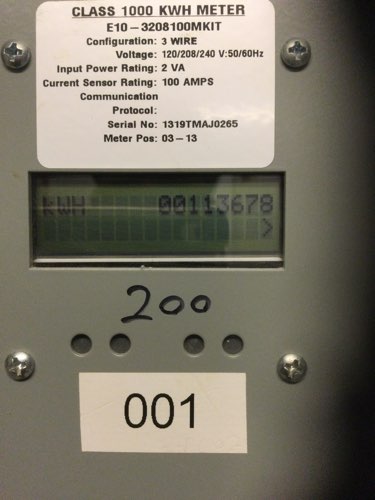 CLASS 1000 KWH METER
E10-3208100MKIT
Configuration: 3 WIRE
Voltage: 120/208/240 V:50/60Hz
Input Power Rating: 2 VA
Current Sensor Rating: 100 AMPS
Communication
Protocol:
Serial No: 1319TMAJ0265
Meter Pos: 03-13
kWH 00113678
>
200
001